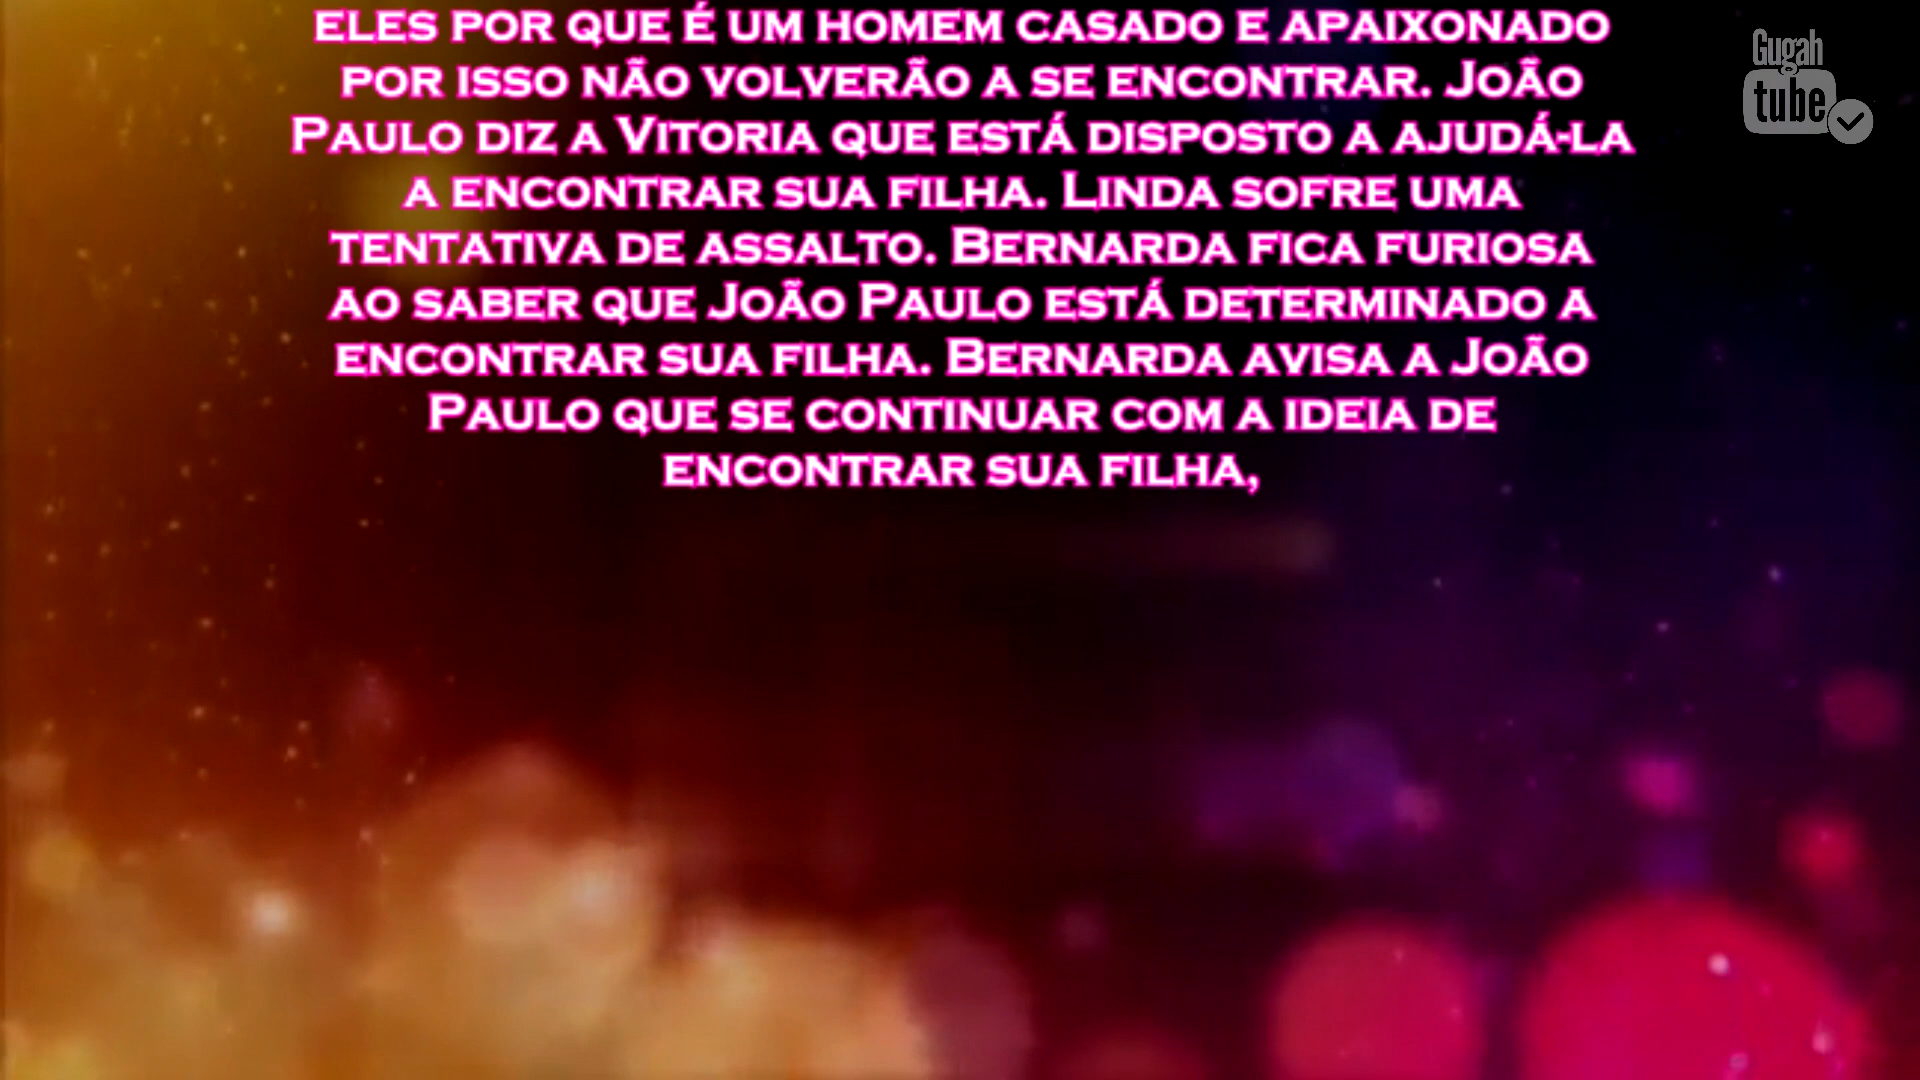 ELES POR QUE É UM HOMEM CASADO E APAIXONADO
POR ISSO NÃO VOLVERÃO A SE ENCONTRAR. JOÃO
PAULO DIZ A VITORIA QUE ESTÁ DISPOSTO A AJUDÁ-LA
A ENCONTRAR SUA FILHA. LINDA SOFRE UMA
TENTATIVA DE ASSALTO. BERNARDA FICA FURIOSA
AO SABER QUE JOÃO PAULO ESTÁ DETERMINADO A
ENCONTRAR SUA FILHA. BERNARDA AVISA A JOÃO
PAULO QUE SE CONTINUAR COM A IDEIA DE
ENCONTRAR SUA FILHA,
Gugah
tube